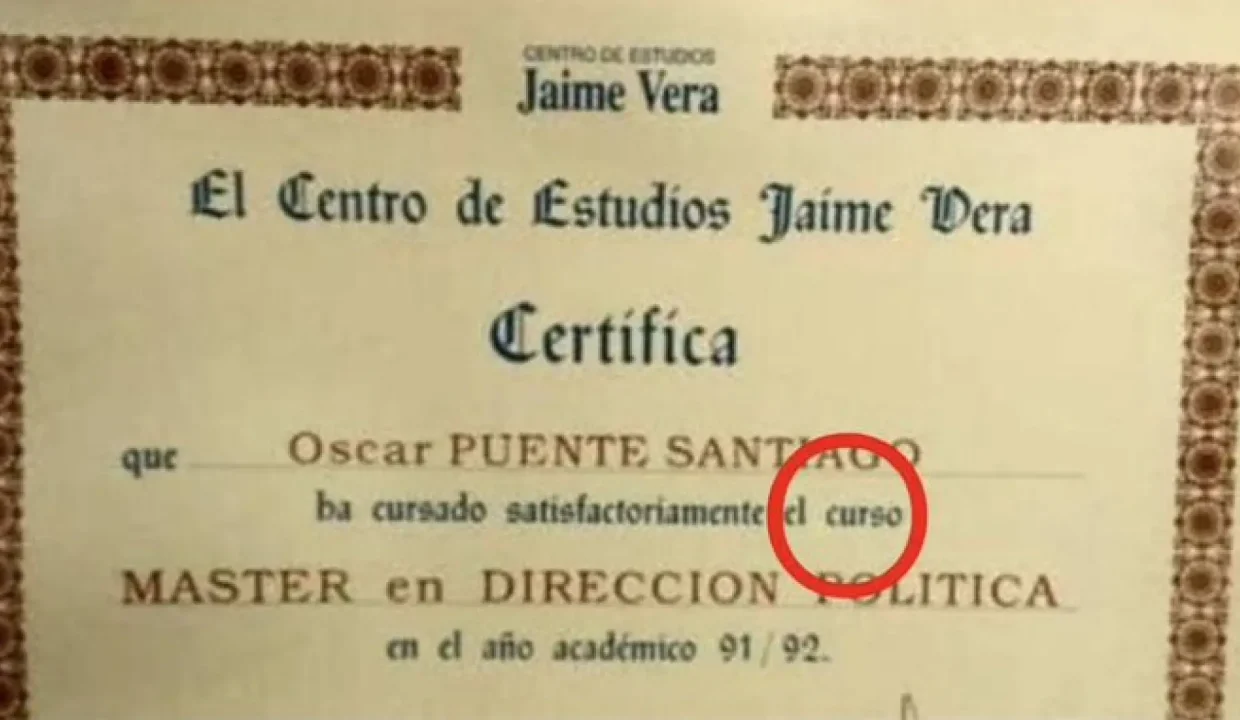 CENTRO DE ESTUDIOS
Jaime Vera
El Centro de Estudios Jaime Vera
Certifica
que Oscar PUENTE SANTIAGO
ha cursado satisfactoriamente el curso
MASTER en DIRECCION POLITICA
en el año académico 91/92.